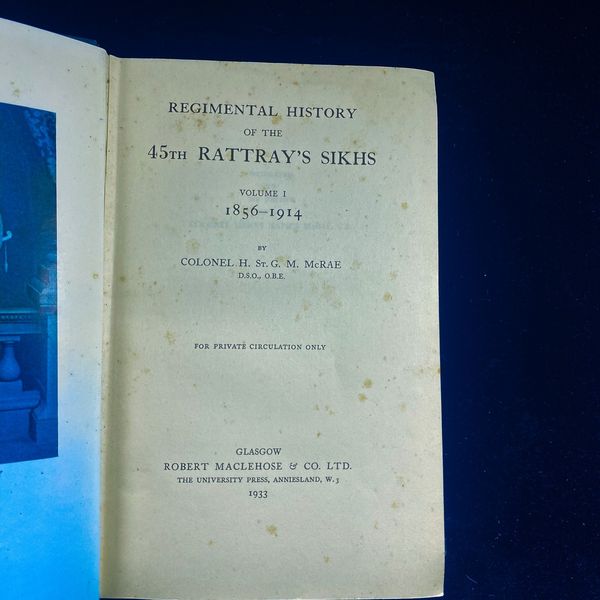 REGIMENTAL HISTORY
OF THE
45TH RATTRAY'S SIKHS
VOLUME I
1856–1914
BY
COLONEL H. ST. G. M. McRAE
D.S.O., O.B.E.
FOR PRIVATE CIRCULATION ONLY
GLASGOW
ROBERT MACLEHOSE & CO. LTD.
THE UNIVERSITY PRESS, ANNIESLAND, W.3
1933